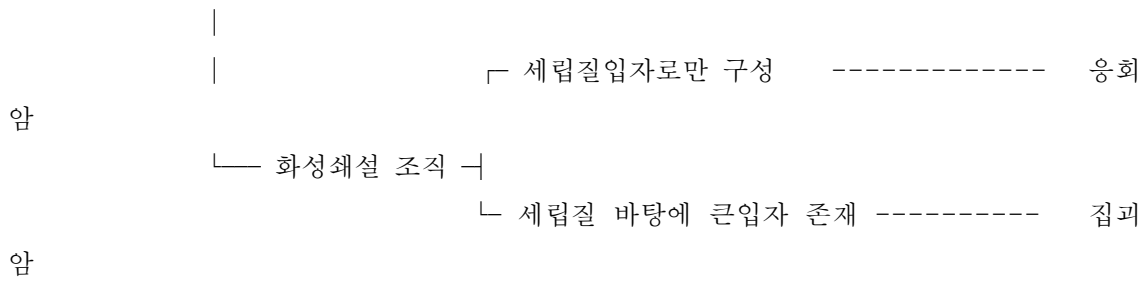 │
│ ┌─ 세립질입자로만 구성 ------------- 응회
암
└── 화성쇄설 조직 ─┤
└─ 세립질 바탕에 큰입자 존재 ---------- 집괴
암